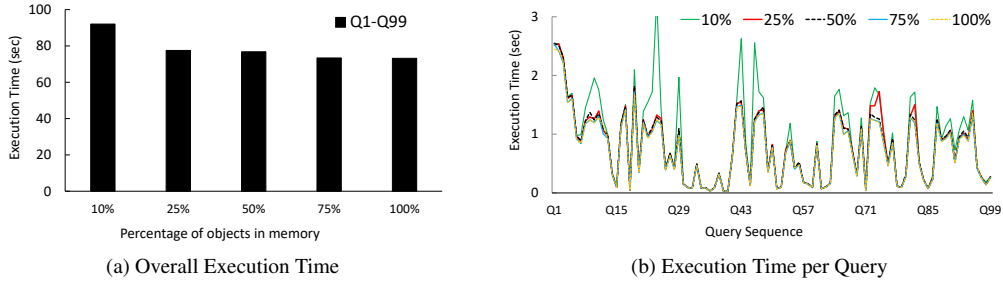 Execution Time (sec)
100
80
60
40
20
0
Q1-Q99
10% 25% 50% 75% 100%
Percentage of objects in memory
(a) Overall Execution Time
Execution Time (sec)
3
2
1
0
10% 25% 50% 75% 100%
Q1 Q15 Q29 Q43 Q57 Q71 Q85 Q99
Query Sequence
(b) Execution Time per Query